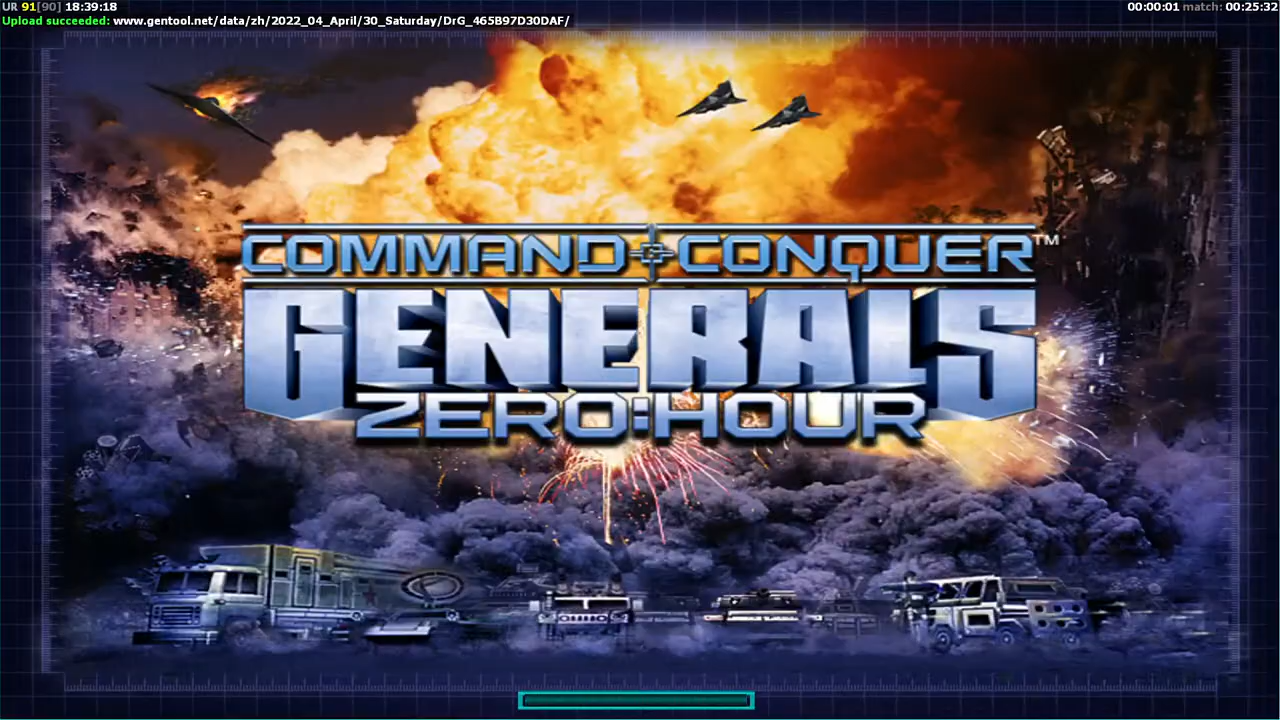 UR 91[90] 18:39:18
00:00:01 match: 00:25:32
Upload succeeded: www.gentool.net/data/zh/2022_04_April/30_Saturday/DrG_465B97D30DAF/
COMMAND CONQUER™
GENERALS
ZERO:HOUR